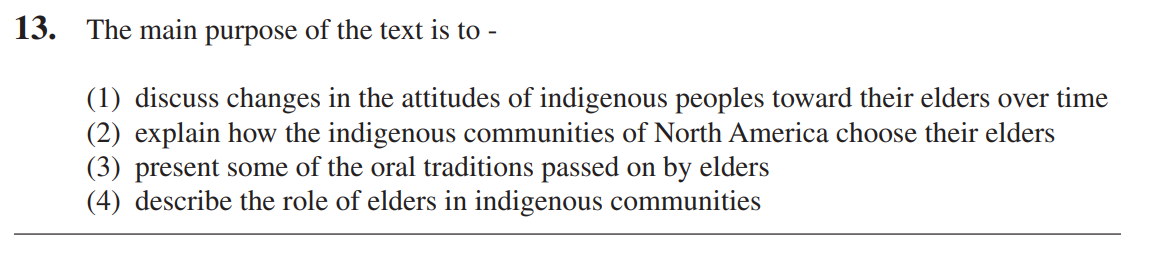 13. The main purpose of the text is to -
(1) discuss changes in the attitudes of indigenous peoples toward their elders over time
(2) explain how the indigenous communities of North America choose their elders
(3) present some of the oral traditions passed on by elders
(4) describe the role of elders in indigenous communities